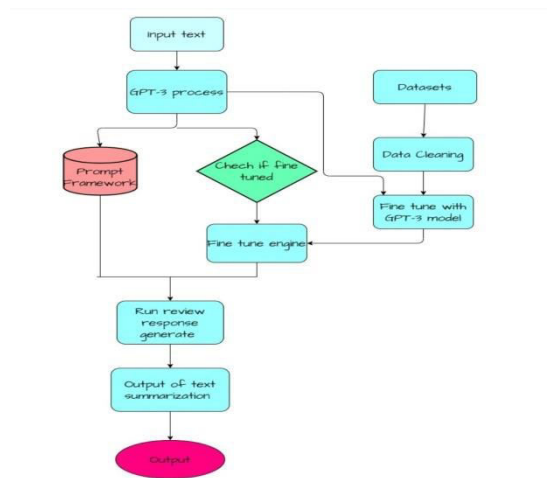 Input text
GPT-3 process
Datasets
Prompt
Framework
Chech if fine
tuned
Data Cleaning
Fine tune with
GPT-3 model
Fine tune engine
Run review
response
generate
Output of text
summarization
Output